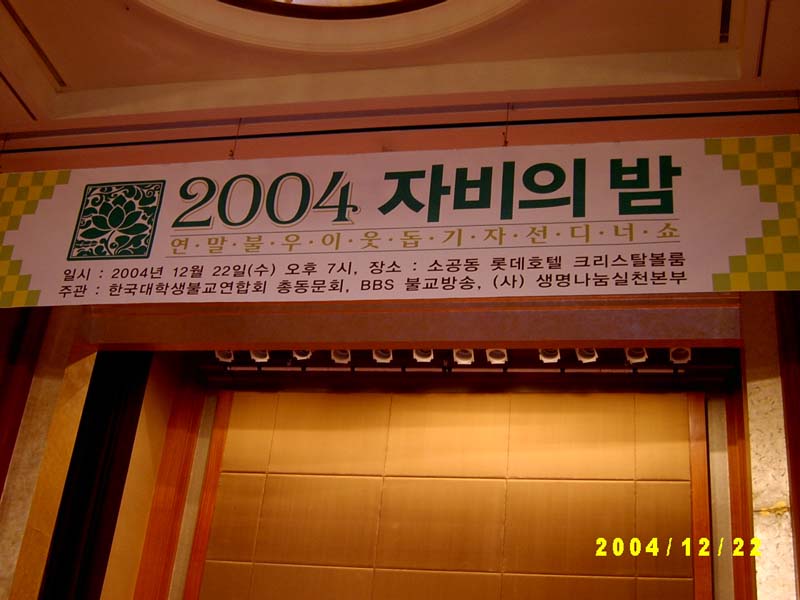 2004 자비의 밤
연·말·불·우·이·웃·돕·기·자·선·디·너·쇼
일시 : 2004년 12월 22일(수) 오후 7시, 장소 : 소공동 롯데호텔 크리스탈볼룸
주관 : 한국대학생불교연합회 총동문회, BBS 불교방송, (사) 생명나눔실천본부
2004/12/22